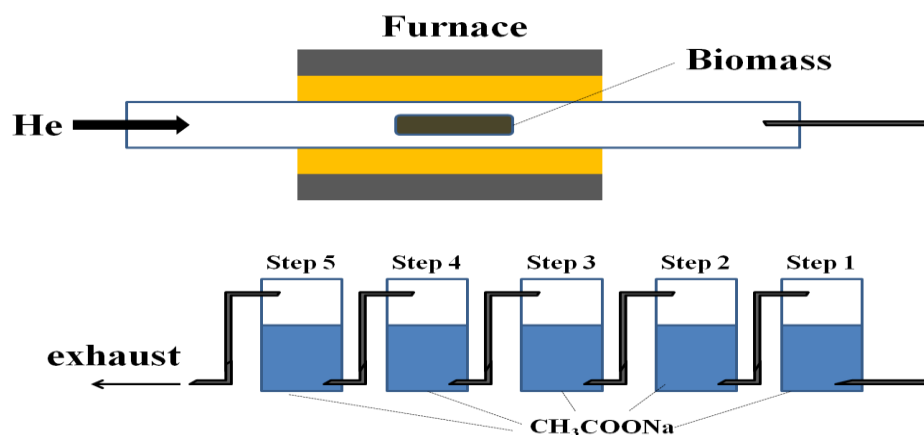 Furnace
Biomass
He
Step 5 Step 4 Step 3 Step 2 Step 1
exhaust
CH₃COONa